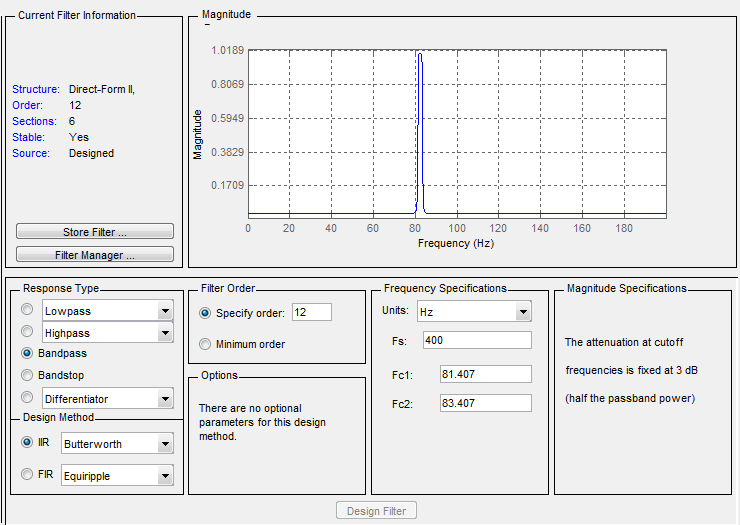 Current Filter Information
Structure: Direct-Form II,
Order: 12
Sections: 6
Stable: Yes
Source: Designed
Store Filter ...
Filter Manager ...
Magnitude
1.0189
0.8069
0.5949
0.3829
0.1709
Magnitude
0 20 40 60 80 100 120 140 160 180
Frequency (Hz)
Response Type
Lowpass
Highpass
Bandpass
Bandstop
Differentiator
Design Method
IIR Butterworth
FIR Equiripple
Filter Order
Specify order: 12
Minimum order
Options
There are no optional
parameters for this design
method.
Frequency Specifications
Units: Hz
Fs: 400
Fc1: 81.407
Fc2: 83.407
Magnitude Specifications
The attenuation at cutoff
frequencies is fixed at 3 dB
(half the passband power)
Design Filter